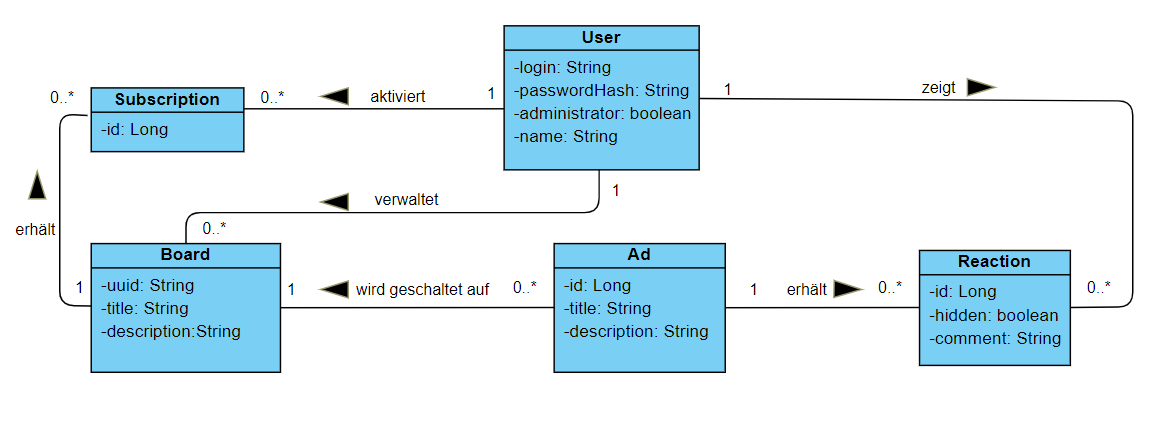 User
-login: String
-passwordHash: String
-administrator: boolean
-name: String
0..*
Subscription
-id: Long
0..*
aktiviert
1
1
zeigt
verwaltet
1
0..*
erhält
1
Board
-uuid: String
-title: String
-description:String
1
wird geschaltet auf
0..*
Ad
-id: Long
-title: String
-description: String
1
erhält
0..*
Reaction
-id: Long
-hidden: boolean
-comment: String
0..*